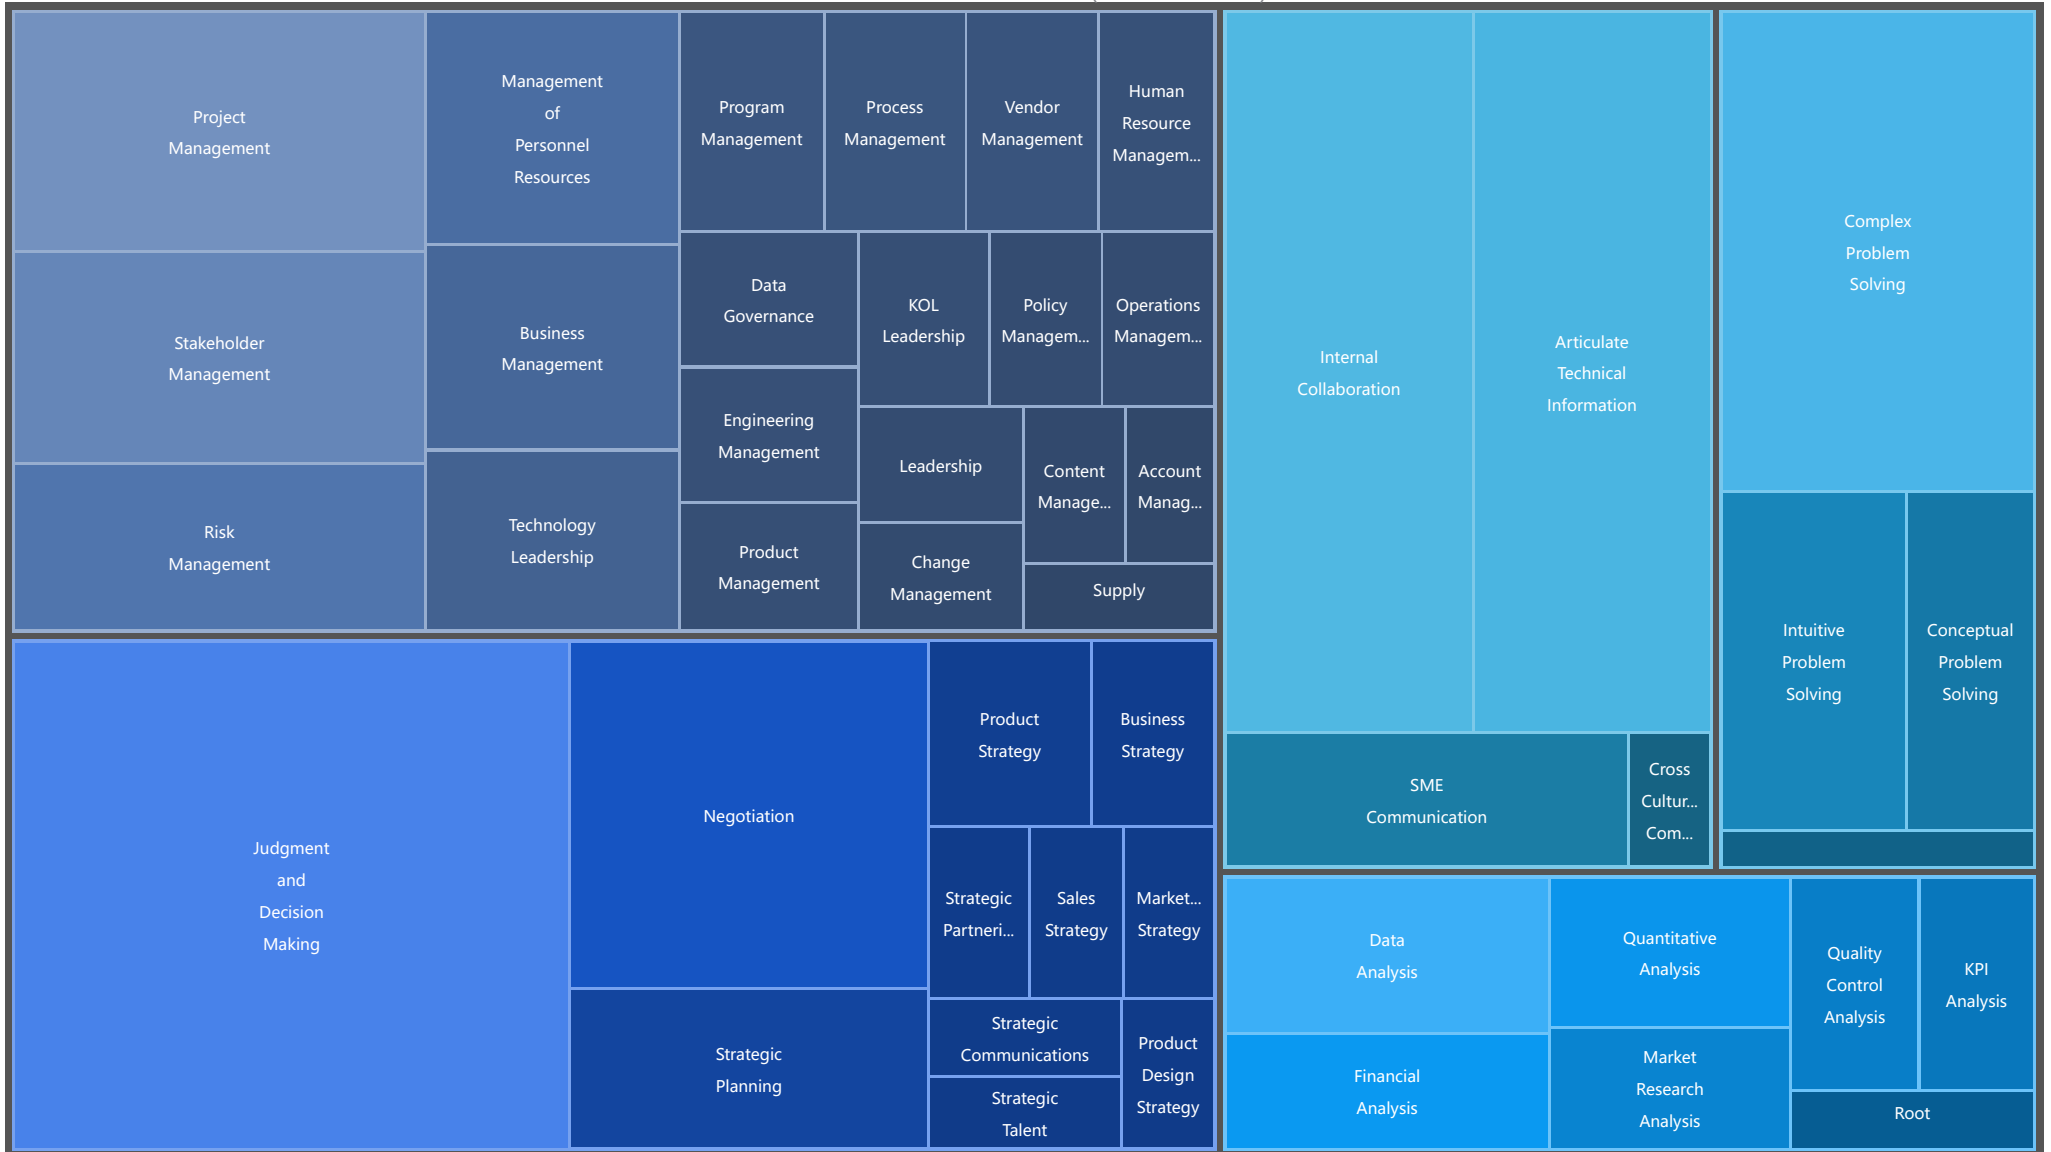 Project
Management
Stakeholder
Management
Risk
Management
Management
of
Personnel
Resources
Business
Management
Technology
Leadership
Program
Management
Process
Management
Vendor
Management
Human
Resource
Managem...
Data
Governance
Engineering
Management
Product
Management
KOL
Leadership
Policy
Managem...
Operations
Managem...
Leadership
Change
Management
Content
Manage...
Account
Manag...
Supply
Judgment
and
Decision
Making
Negotiation
Strategic
Planning
Product
Strategy
Business
Strategy
Strategic
Partneri...
Sales
Strategy
Market...
Strategy
Strategic
Communications
Strategic
Talent
Product
Design
Strategy
Internal
Collaboration
Articulate
Technical
Information
SME
Communication
Cross
Cultur...
Com...
Complex
Problem
Solving
Intuitive
Problem
Solving
Conceptual
Problem
Solving
Data
Analysis
Financial
Analysis
Quantitative
Analysis
Market
Research
Analysis
Quality
Control
Analysis
KPI
Analysis
Root